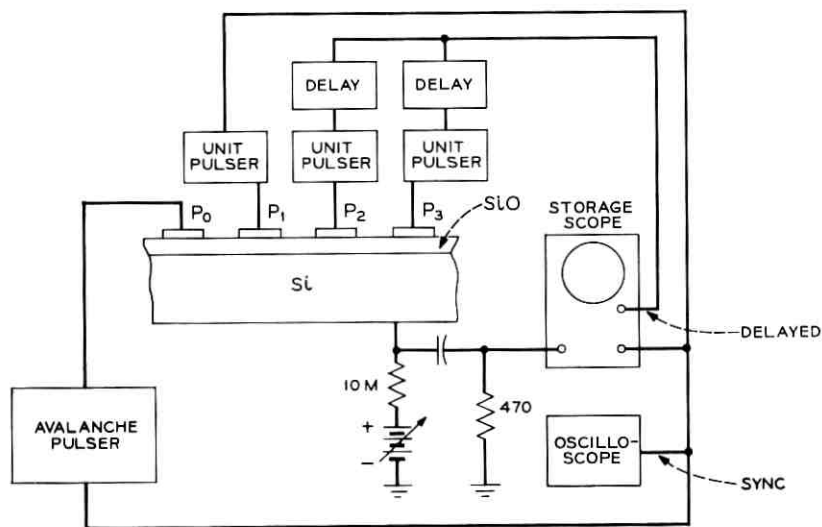 DELAY
DELAY
UNIT
PULSER
UNIT
PULSER
UNIT
PULSER
P₀
P₁
P₂
P₃
SiO
STORAGE
SCOPE
Si
DELAYED
10 M
+
−
470
AVALANCHE
PULSER
OSCILLO-
SCOPE
SYNC